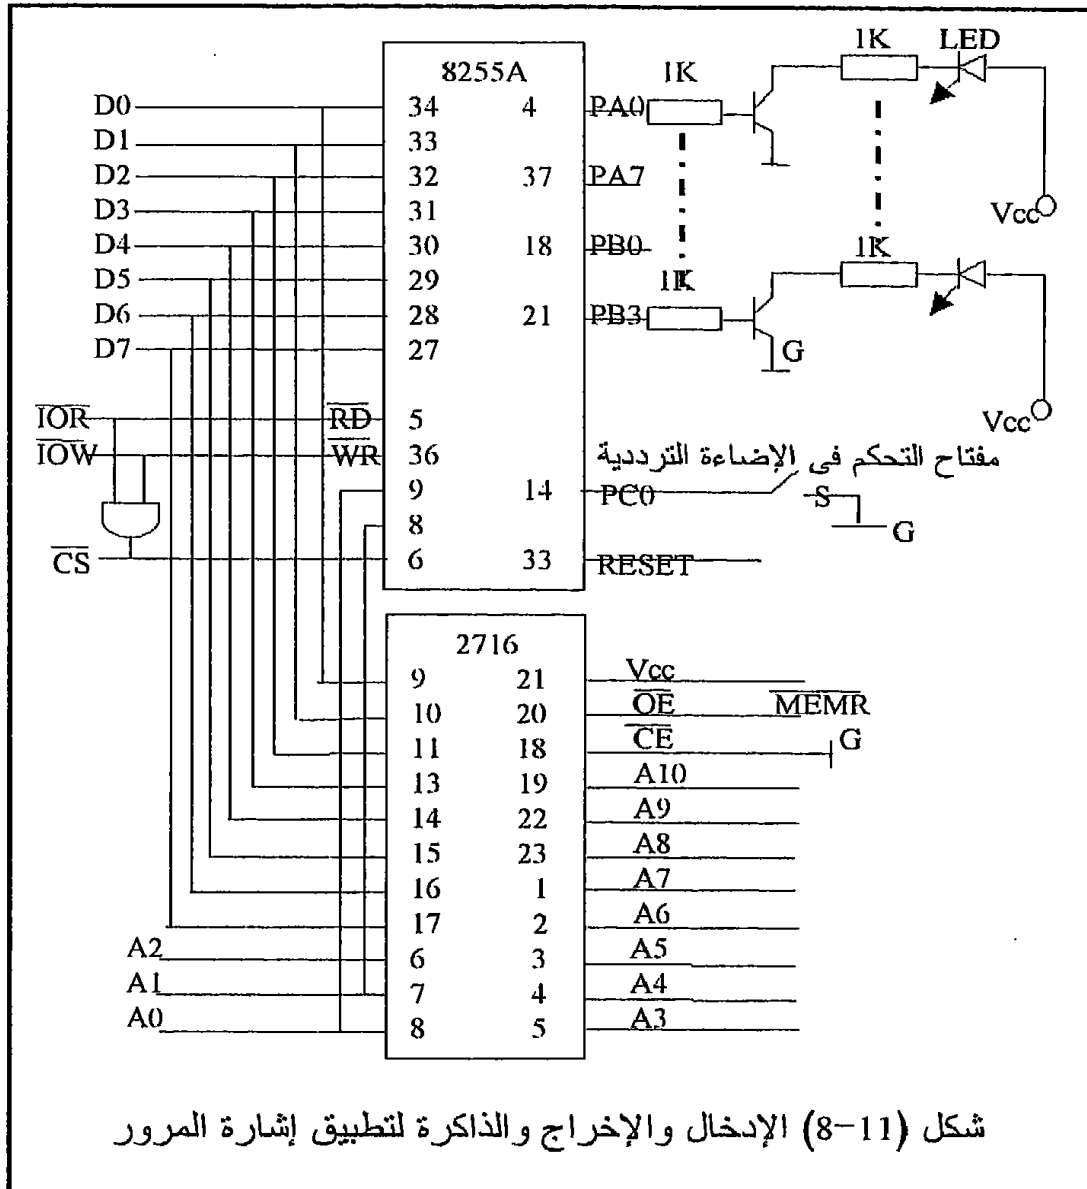 8255A
1K
1K
LED
D0
34
4
PA0
D1
33
D2
32
37
PA7
D3
31
Vcc
D4
30
18
PB0
1K
D5
29
1K
D6
28
21
PB3
D7
27
G
IOR
RD
5
Vcc
IOW
WR
36
مفتاح التحكم فى الإضاءة الترددية
9
14
PC0
S
8
G
CS
6
33
RESET
2716
9
21
Vcc
10
20
OE
MEMR
11
18
CE
G
13
19
A10
14
22
A9
15
23
A8
16
1
A7
17
2
A6
A2
6
3
A5
A1
7
4
A4
A0
8
5
A3
شكل (11-8) الإدخال والإخراج والذاكرة لتطبيق إشارة المرور